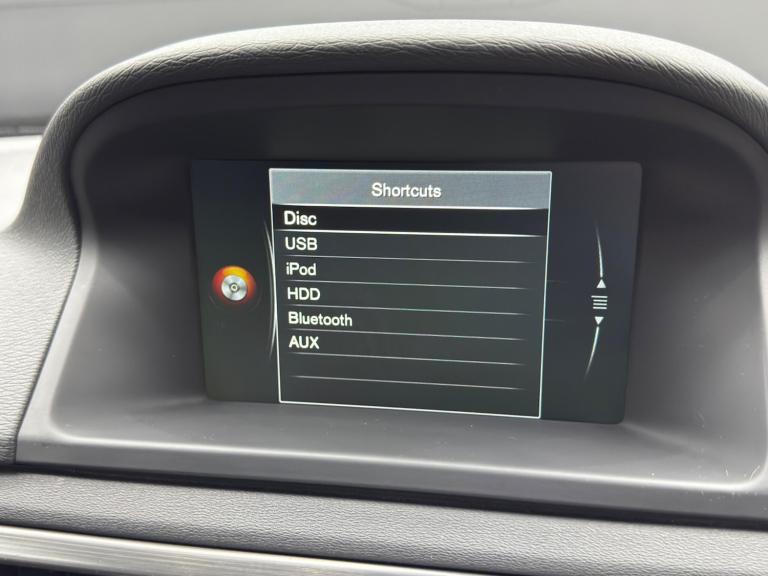 Shortcuts
Disc
USB
iPod
HDD
Bluetooth
AUX